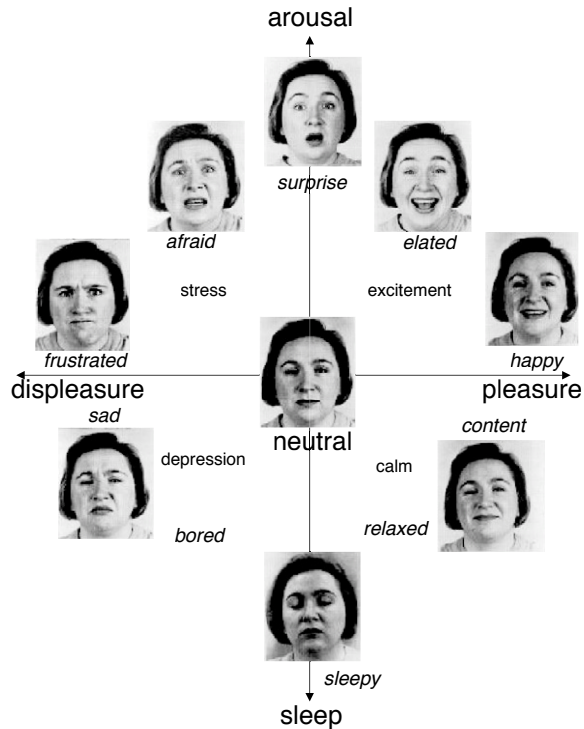 arousal
surprise
afraid
elated
stress
excitement
frustrated
happy
displeasure
pleasure
sad
content
neutral
depression
calm
bored
relaxed
sleepy
sleep